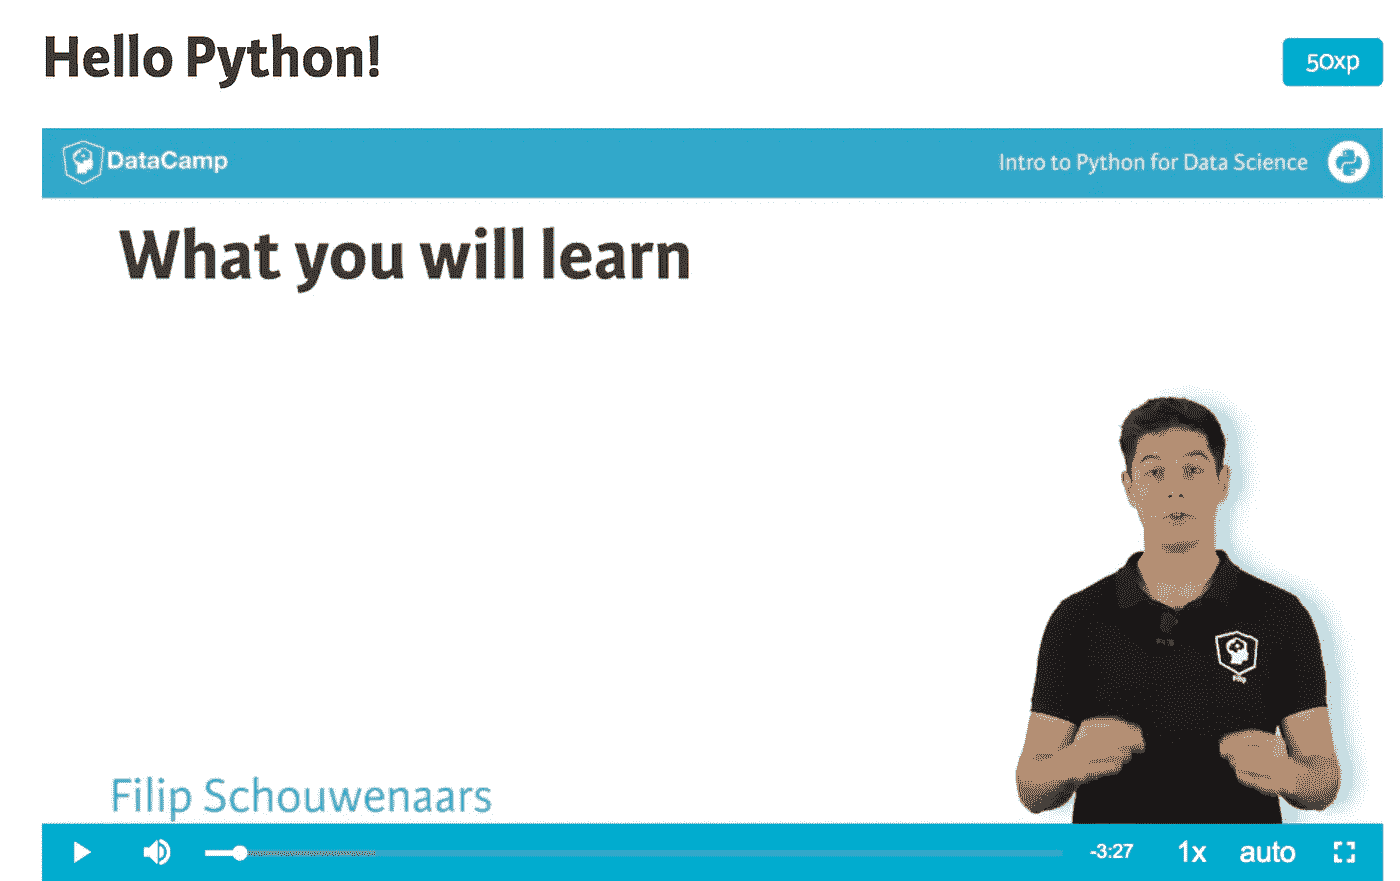 Hello Python!
50xp
DataCamp
Intro to Python for Data Science
What you will learn
Filip
Filip Schouwenaars
-3:27
1x
auto